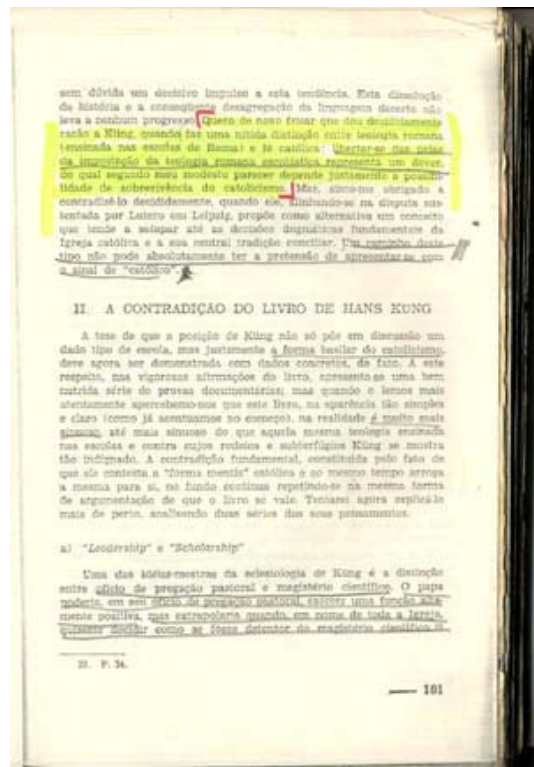 sem dúvida um decisivo impulso a esta tendência. Esta dissolução
da história e a conseqüente desagregação da linguagem decerto não
leva a nenhum progresso. Quero de novo frisar que dou decididamente
razão a Küng, quando faz uma nítida distinção entre teologia romana
(ensinada nas escolas de Roma) e fé católica. Libertar-se das peias
da impostação da teologia romana escolástica representa um dever,
do qual segundo meu modesto parecer depende justamente a possibi-
lidade de sobrevivência do catolicismo. Mas, sinto-me obrigado a
contradizê-lo decididamente, quando ele, alinhando-se na disputa sus-
tentada por Lutero em Leipzig, propõe como alternativa um conceito
que tende a solapar até as decisões dogmáticas fundamentais da
Igreja católica e a sua central tradição conciliar. Um caminho deste
tipo não pode absolutamente ter a pretensão de apresentar-se com
o sinal de "católico".
II. A CONTRADIÇÃO DO LIVRO DE HANS KÜNG
A tese de que a posição de Küng não só põe em discussão um
dado tipo de escola, mas justamente a forma basilar do catolicismo,
deve agora ser demonstrada com dados concretos, de fato. A este
respeito, nas vigorosas afirmações do livro, apresenta-se uma bem
nutrida série de provas documentárias; mas quando o lemos mais
atentamente apercebemo-nos que este livro, na aparência tão simples
e claro (como já acentuamos no começo), na realidade é muito mais
sinuoso, até mais sinuoso do que aquela mesma teologia ensinada
nas escolas e contra cujos rodeios e subterfúgios Küng se mostra
tão indignado. A contradição fundamental, constituída pelo fato de
que ele contesta a "forma mentis" católica e ao mesmo tempo arroga
a mesma para si, no fundo continua repetindo-se na mesma forma
de argumentação de que o livro se vale. Tentarei agora explicá-lo
mais de perto, analisando duas séries dos seus pensamentos.
a) "Leadership" e "Scholarship"
Uma das idéias-mestras da eclesiologia de Küng é a distinção
entre ofício de pregação pastoral e magistério científico. O papa
poderia, em seu ofício de pregação pastoral, exercer uma função alta-
mente positiva, mas extrapolaria quando, em nome de toda a Igreja,
quisesse decidir como se fosse detentor do magistério científico
P. 34.
101